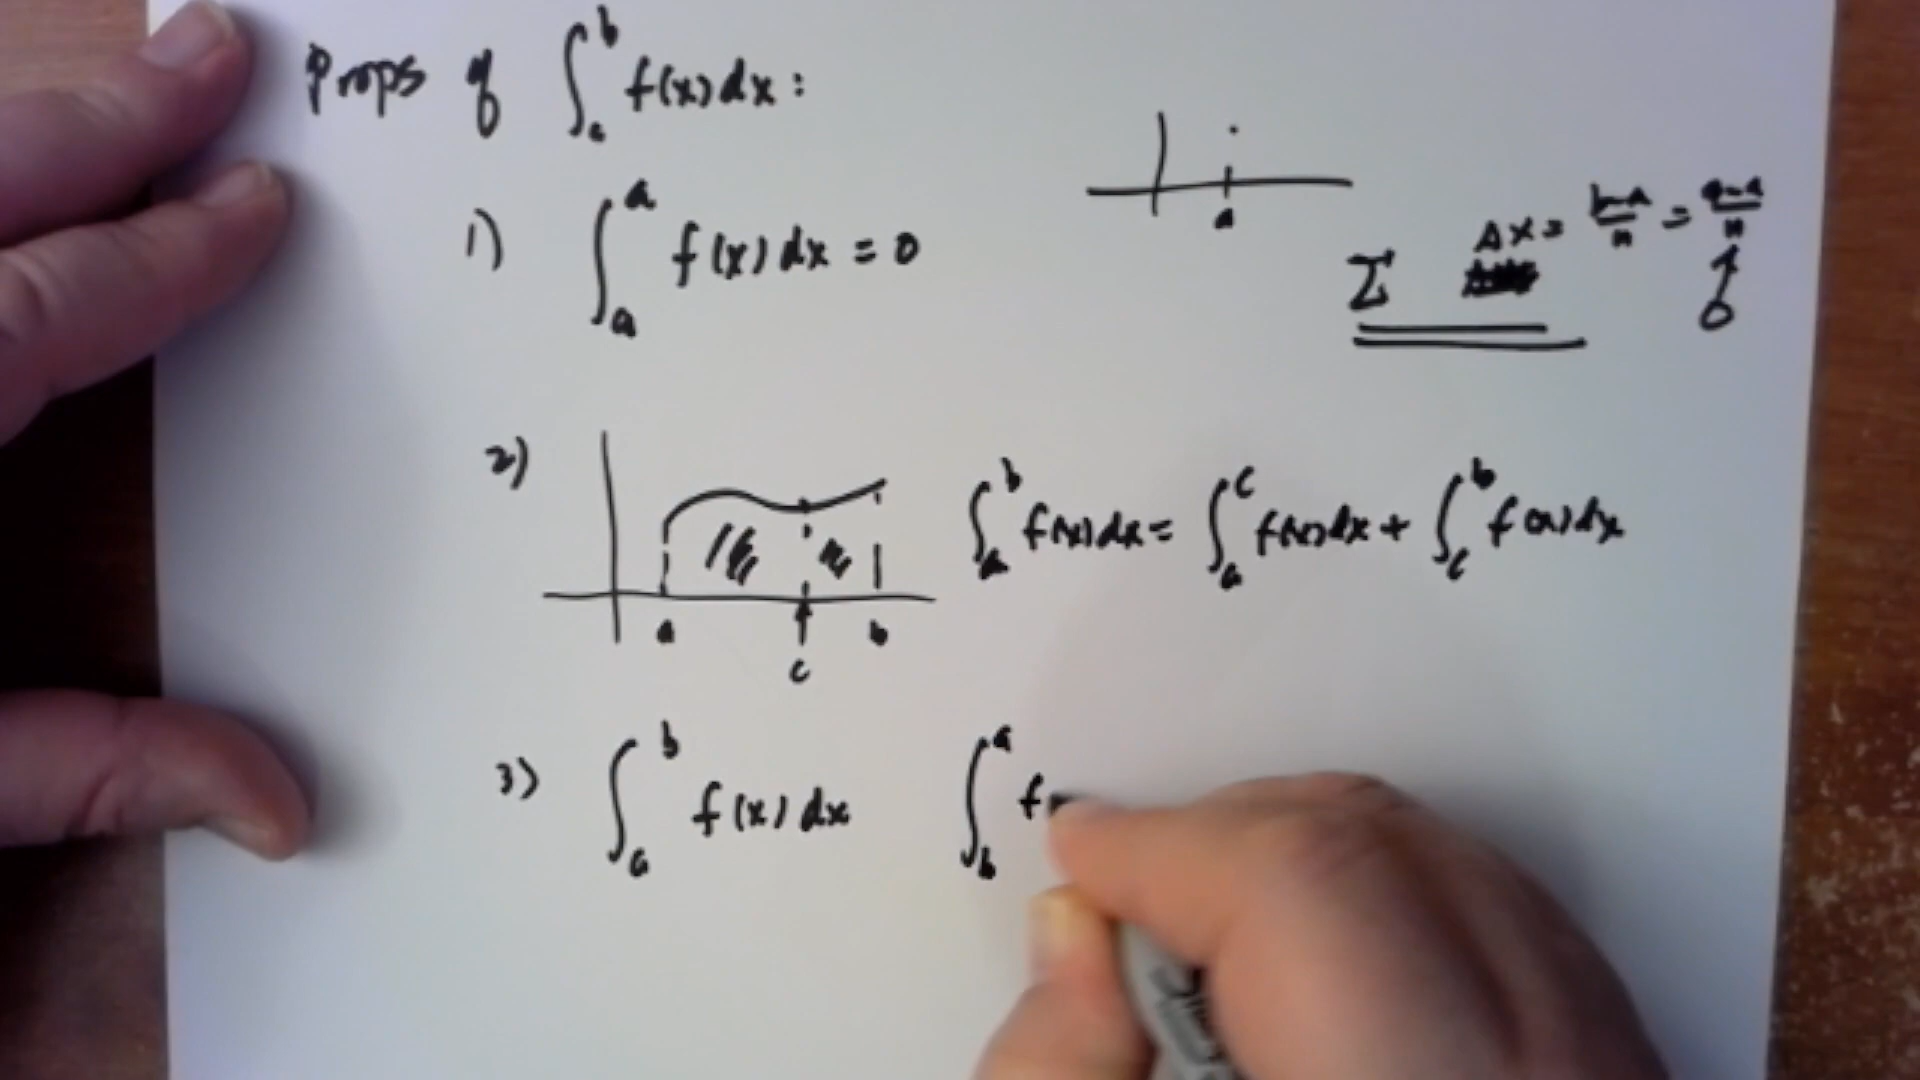 Props of ∫_a^b f(x)dx:
1) ∫_a^a f(x)dx = 0
a
Σ Δx = b-a/n = a-a/n
0
2) ∫_a^b f(x)dx = ∫_a^c f(x)dx + ∫_c^b f(x)dx
a b
c
3) ∫_a^b f(x)dx ∫_b^a f